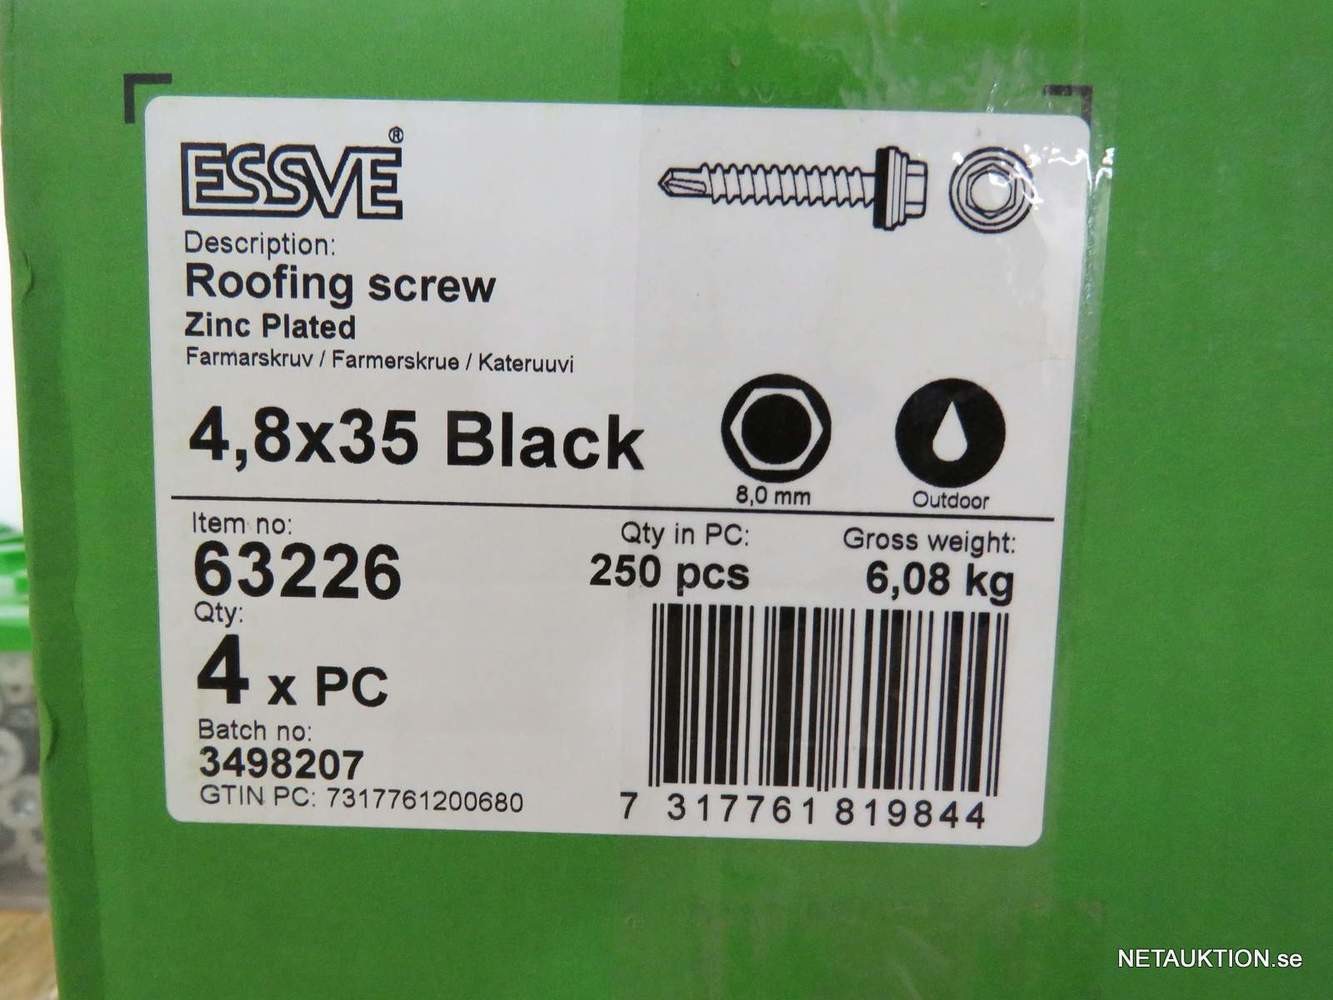 ESSVE®
Description:
Roofing screw
Zinc Plated
Farmarskruv / Farmerskrue / Kateruuvi
4,8x35 Black
8,0 mm
Outdoor
Item no:
63226
Qty in PC:
250 pcs
Gross weight:
6,08 kg
Qty:
4 x PC
Batch no:
3498207
GTIN PC: 7317761200680
7 317761 819844
NETAUKTION.se